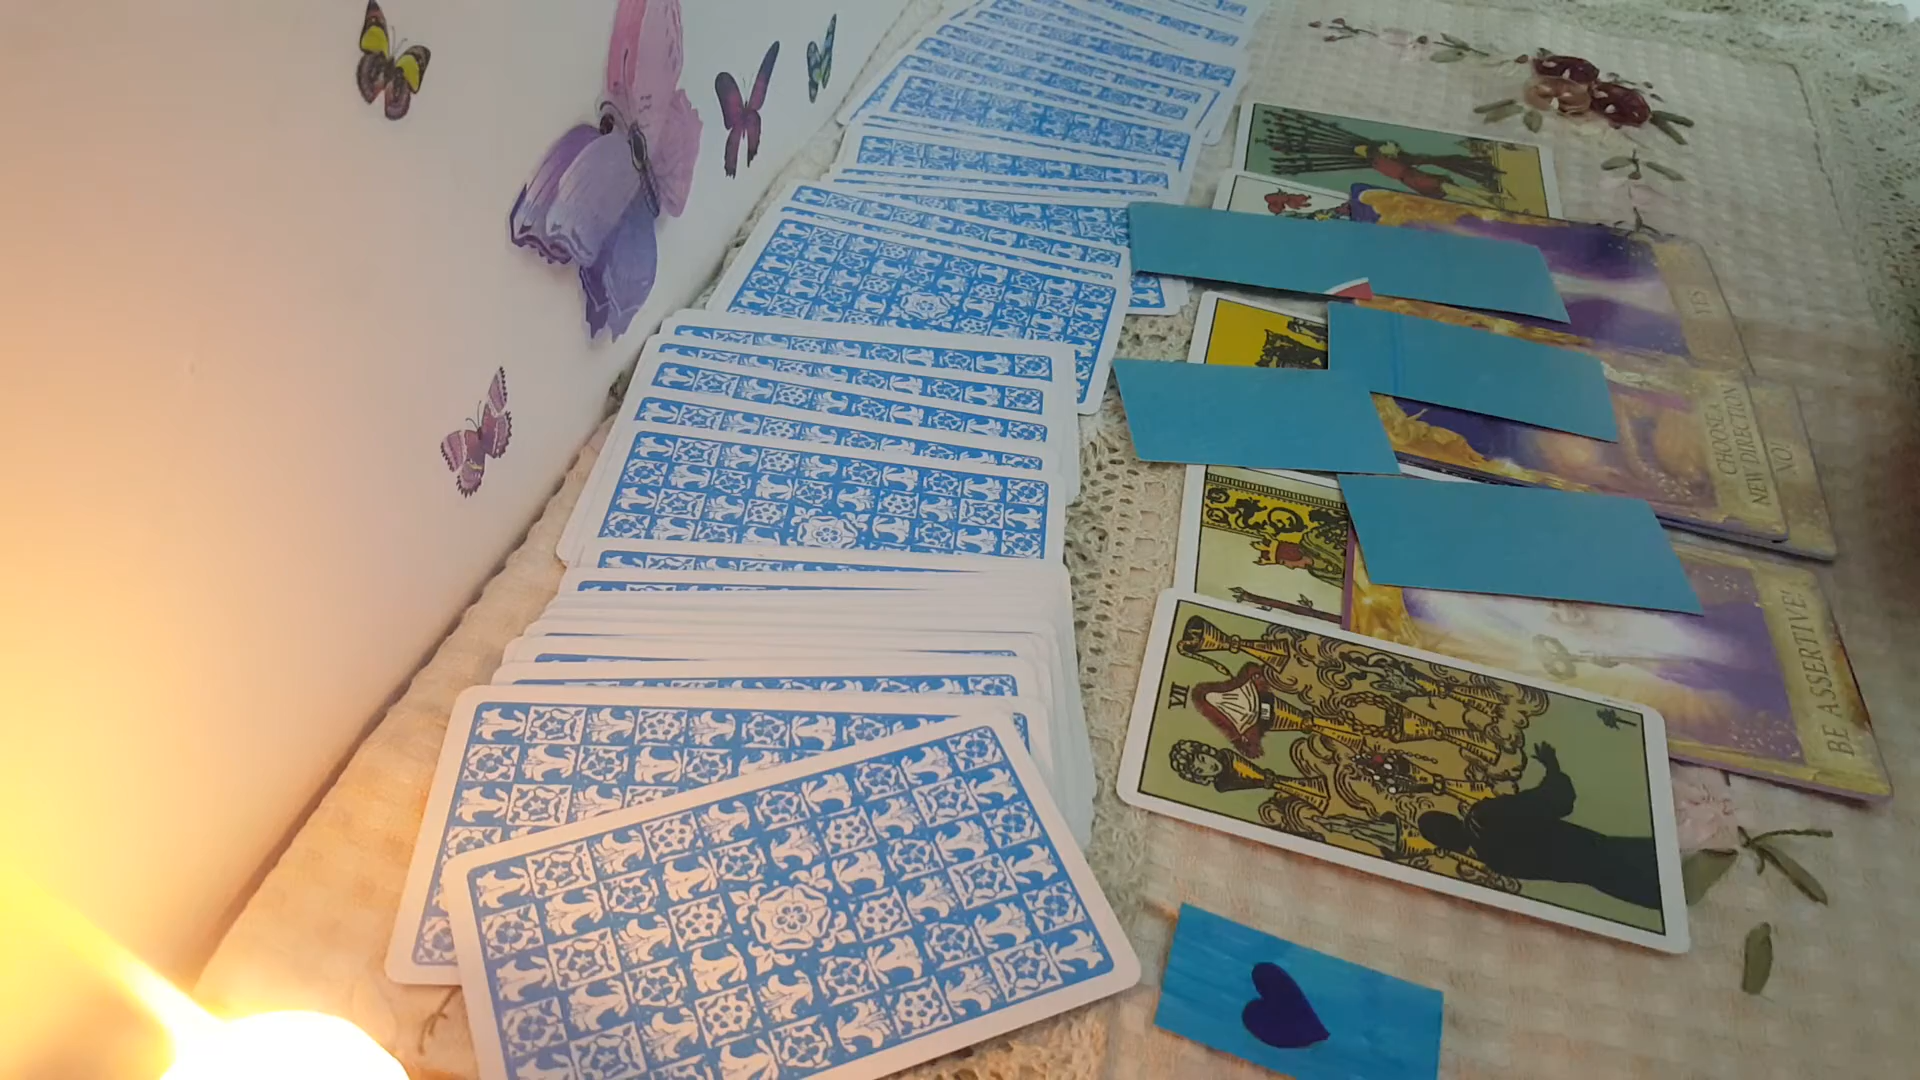 YES
CHOOSE A
NEW DIRECTION
NO!
BE ASSERTIVE!
VII